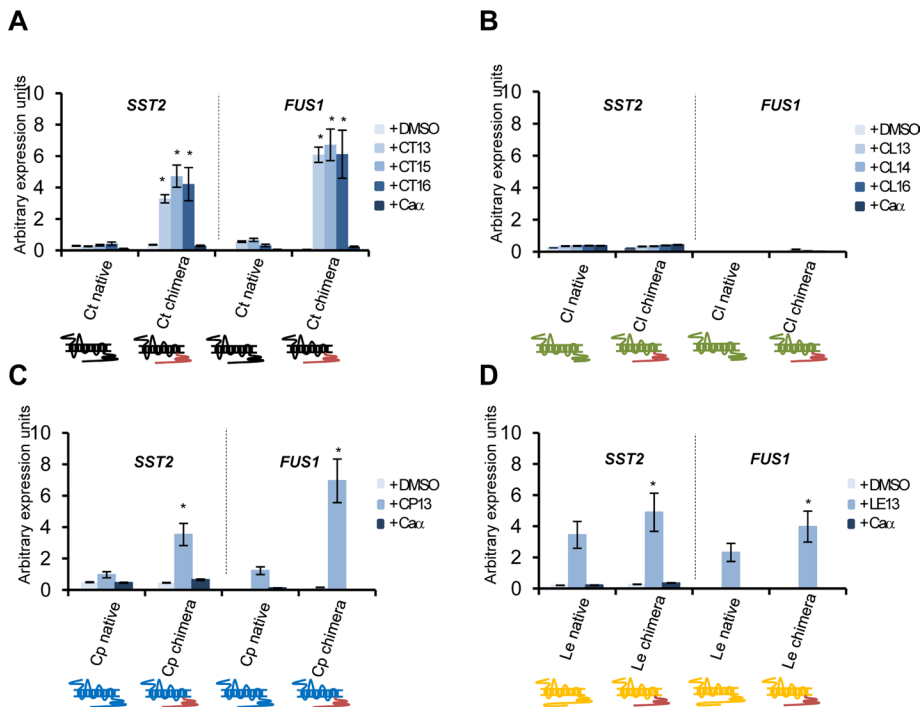 A
Arbitrary expression units
10
8
6
4
2
0
SST2
FUS1
* * *
* * *
+DMSO
+CT13
+CT15
+CT16
+Caα
Ct native
Ct chimera
Ct native
Ct chimera
B
Arbitrary expression units
10
8
6
4
2
0
SST2
FUS1
+DMSO
+CL13
+CL14
+CL16
+Caα
Cl native
Cl chimera
Cl native
Cl chimera
C
Arbitrary expression units
10
8
6
4
2
0
SST2
FUS1
*
*
+DMSO
+CP13
+Caα
Cp native
Cp chimera
Cp native
Cp chimera
D
Arbitrary expression units
10
8
6
4
2
0
SST2
FUS1
*
*
+DMSO
+LE13
+Caα
Le native
Le chimera
Le native
Le chimera